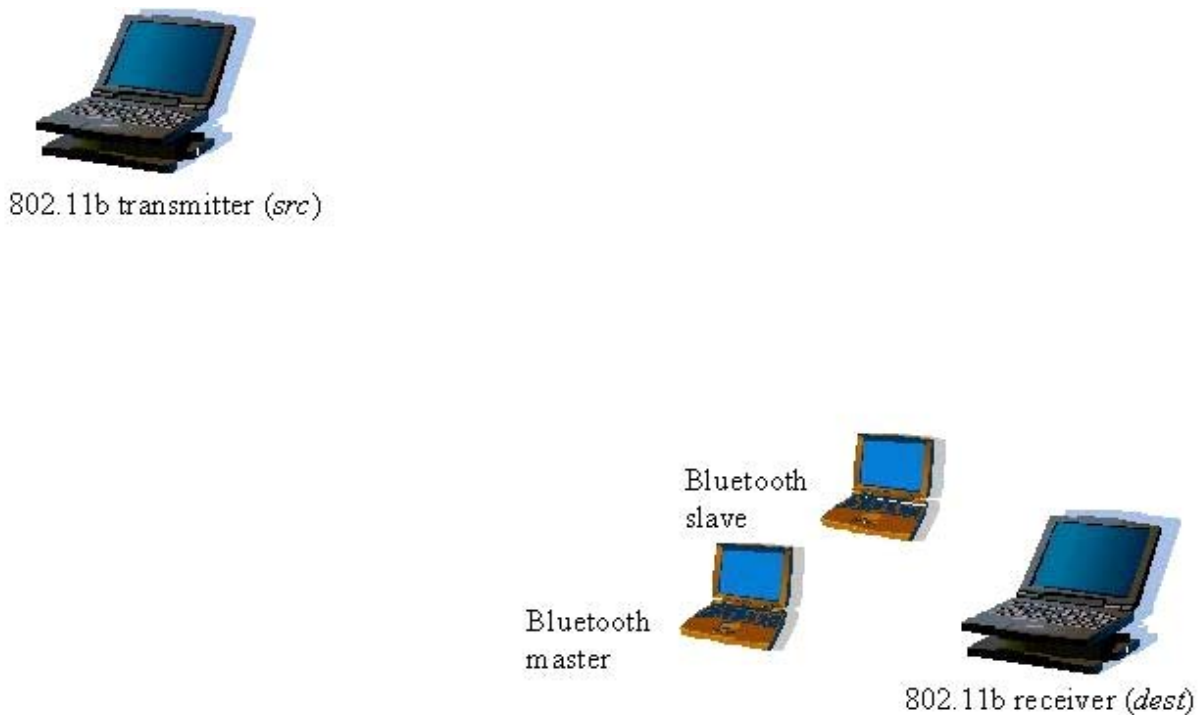 802.11b transmitter (src)
Bluetooth
slave
Bluetooth
master
802.11b receiver (dest)